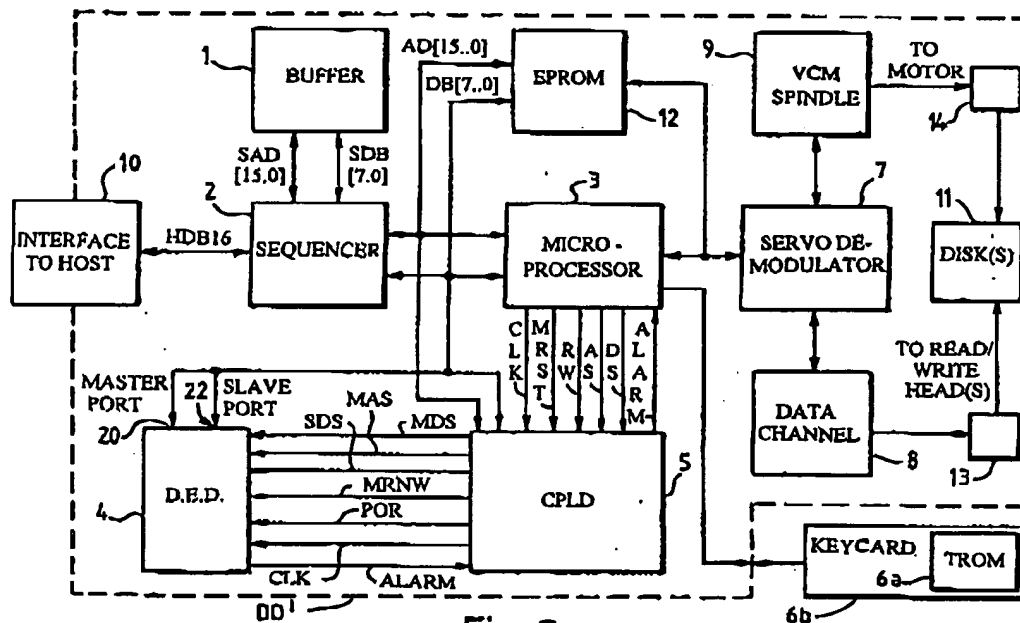 1
BUFFER
AD[15..0]
DB[7..0]
EPROM
12
9
VCM
SPINDLE
TO
MOTOR
14
SAD
[15,0]
SDB
[7.0]
10
INTERFACE
TO HOST
HDB16
2
SEQUENCER
3
MICRO-
PROCESSOR
7
SERVO DE-
MODULATOR
11
DISK(S)
CLK
MRST
RW
AS
DS
ALARM
TO READ/
WRITE
HEAD(S)
MASTER
PORT
22
SLAVE
PORT
20
SDS
MAS
MDS
D.E.D.
4
MRNW
POR
CLK
ALARM
CPLD
5
DATA
CHANNEL
8
13
KEYCARD
TROM
6a
6b
DD'